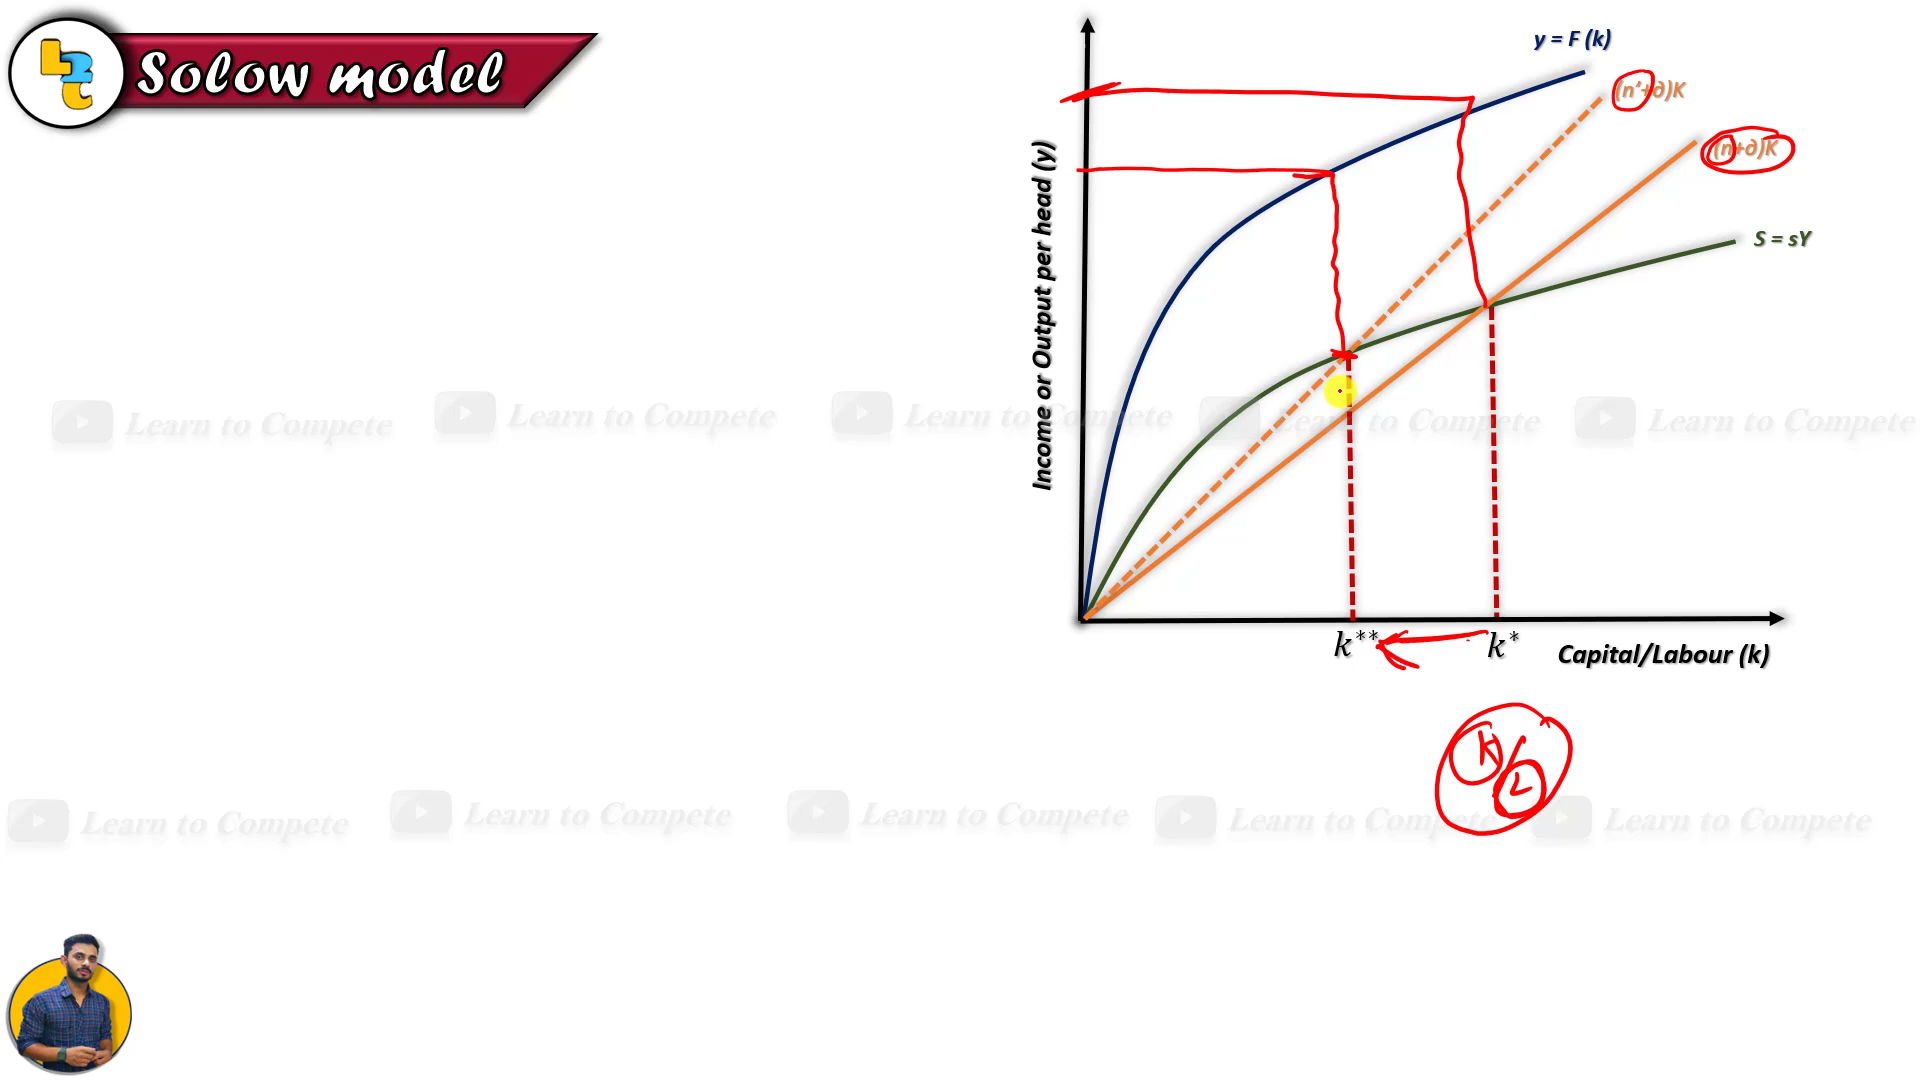 L2C
Solow model
y = F (k)
(n'+∂)K
(n+∂)K
S = sY
Income or Output per head (y)
Learn to Compete
Learn to Compete
Learn to Compete
Learn to Compete
Learn to Compete
k**
k*
Capital/Labour (k)
K/L
Learn to Compete
Learn to Compete
Learn to Compete
Learn to Compete
Learn to Compete